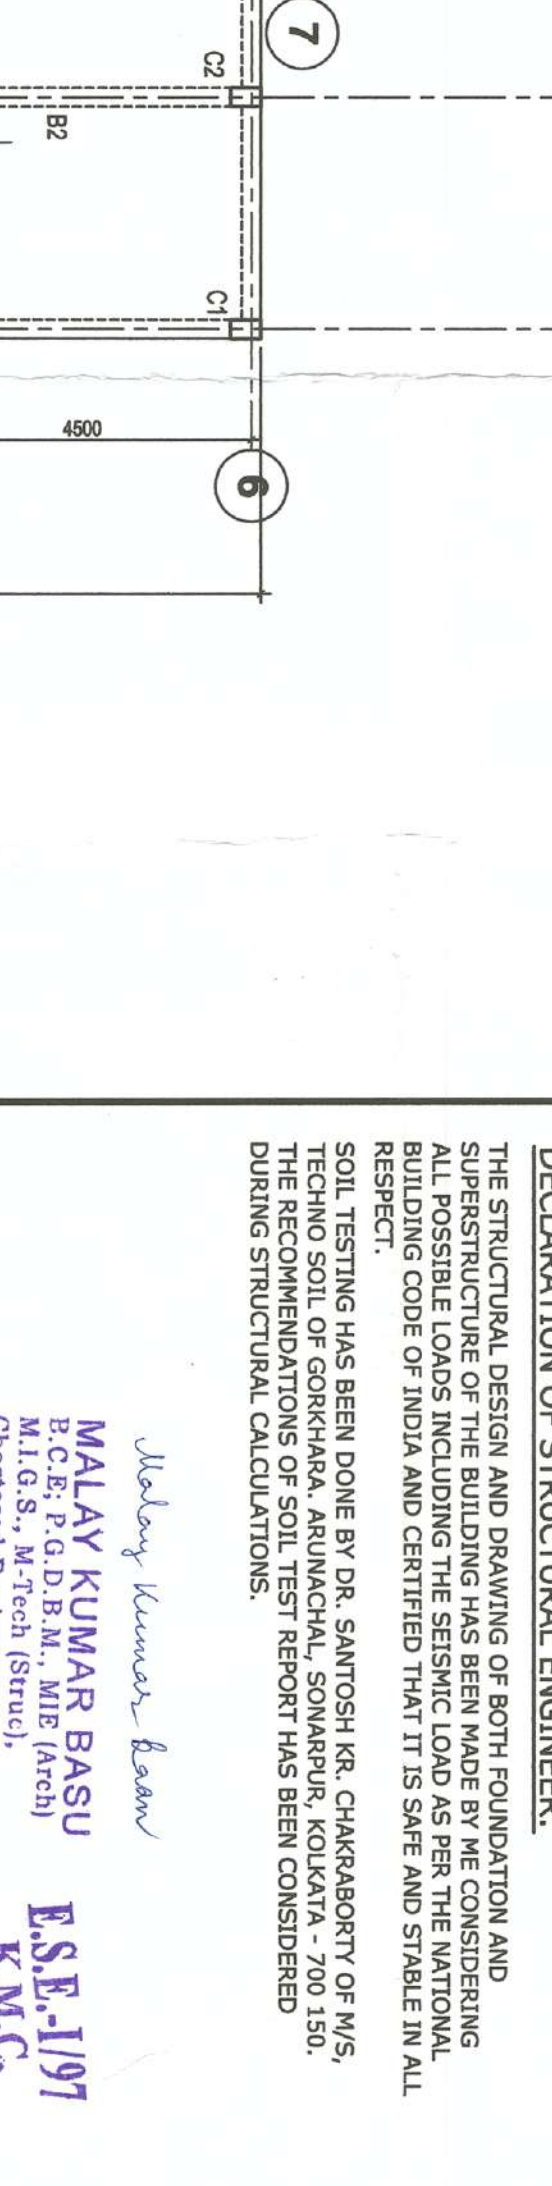 7
C2
B2
C1
4500
6
DECLARATION OF STRUCTURAL ENGINEER.
THE STRUCTURAL DESIGN AND DRAWING OF BOTH FOUNDATION AND
SUPERSTRUCTURE OF THE BUILDING HAS BEEN MADE BY ME CONSIDERING
ALL POSSIBLE LOADS INCLUDING THE SEISMIC LOAD AS PER THE NATIONAL
BUILDING CODE OF INDIA AND CERTIFIED THAT IT IS SAFE AND STABLE IN ALL
RESPECT.
SOIL TESTING HAS BEEN DONE BY DR. SANTOSH KR. CHAKRABORTY OF M/S,
TECHNO SOIL OF GORKHARA. ARUNACHAL, SONARPUR, KOLKATA - 700 150.
THE RECOMMENDATIONS OF SOIL TEST REPORT HAS BEEN CONSIDERED
DURING STRUCTURAL CALCULATIONS.
Malay Kumar Basu
MALAY KUMAR BASU
B.C.E; P.G.D.B.M., MIE (Arch)
M.I.G.S., M-Tech (Struc),
E.S.E.-I/97
K.M.C.